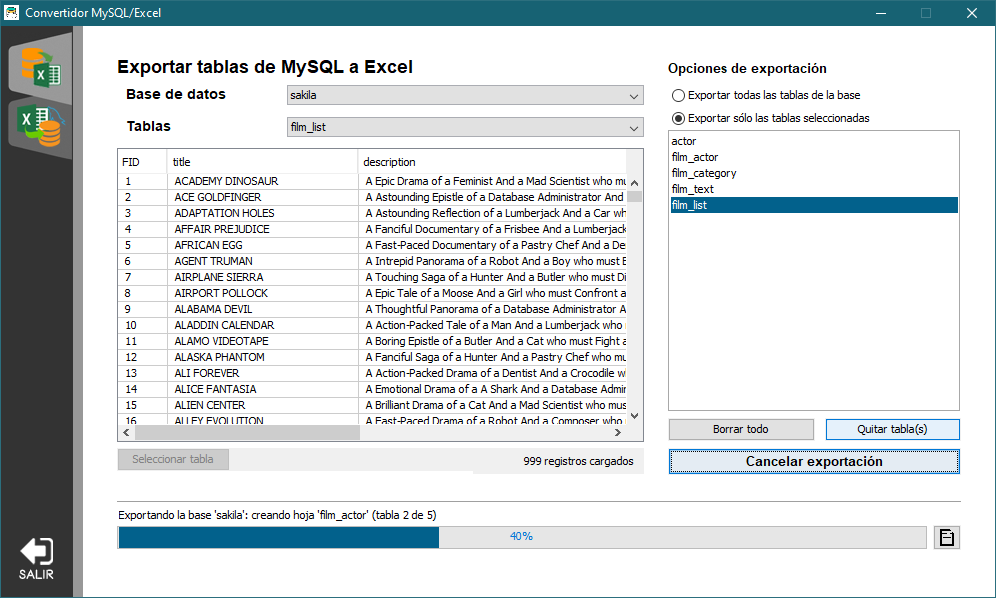 Convertidor MySQL/Excel
Exportar tablas de MySQL a Excel
Base de datos
sakila
Tablas
film_list
FID title description
1 ACADEMY DINOSAUR A Epic Drama of a Feminist And a Mad Scientist who mu
2 ACE GOLDFINGER A Astounding Epistle of a Database Administrator And
3 ADAPTATION HOLES A Astounding Reflection of a Lumberjack And a Car wh
4 AFFAIR PREJUDICE A Fanciful Documentary of a Frisbee And a Lumberjack
5 AFRICAN EGG A Fast-Paced Documentary of a Pastry Chef And a De
6 AGENT TRUMAN A Intrepid Panorama of a Robot And a Boy who must E
7 AIRPLANE SIERRA A Touching Saga of a Hunter And a Butler who must Di
8 AIRPORT POLLOCK A Epic Tale of a Moose And a Girl who must Confront a
9 ALABAMA DEVIL A Thoughtful Panorama of a Database Administrator A
10 ALADDIN CALENDAR A Action-Packed Tale of a Man And a Lumberjack who
11 ALAMO VIDEOTAPE A Boring Epistle of a Butler And a Cat who must Fight a
12 ALASKA PHANTOM A Fanciful Saga of a Hunter And a Pastry Chef who mu
13 ALI FOREVER A Action-Packed Drama of a Dentist And a Crocodile w
14 ALICE FANTASIA A Emotional Drama of a A Shark And a Database Admir
15 ALIEN CENTER A Brilliant Drama of a Cat And a Mad Scientist who mus
16 ALLEY EVOLUTION A Fast-Paced Drama of a Robot And a Composer who
Seleccionar tabla
999 registros cargados
Opciones de exportación
Exportar todas las tablas de la base
Exportar sólo las tablas seleccionadas
actor
film_actor
film_category
film_text
film_list
Borrar todo
Quitar tabla(s)
Cancelar exportación
Exportando la base 'sakila': creando hoja 'film_actor' (tabla 2 de 5)
40%
X
X
SALIR